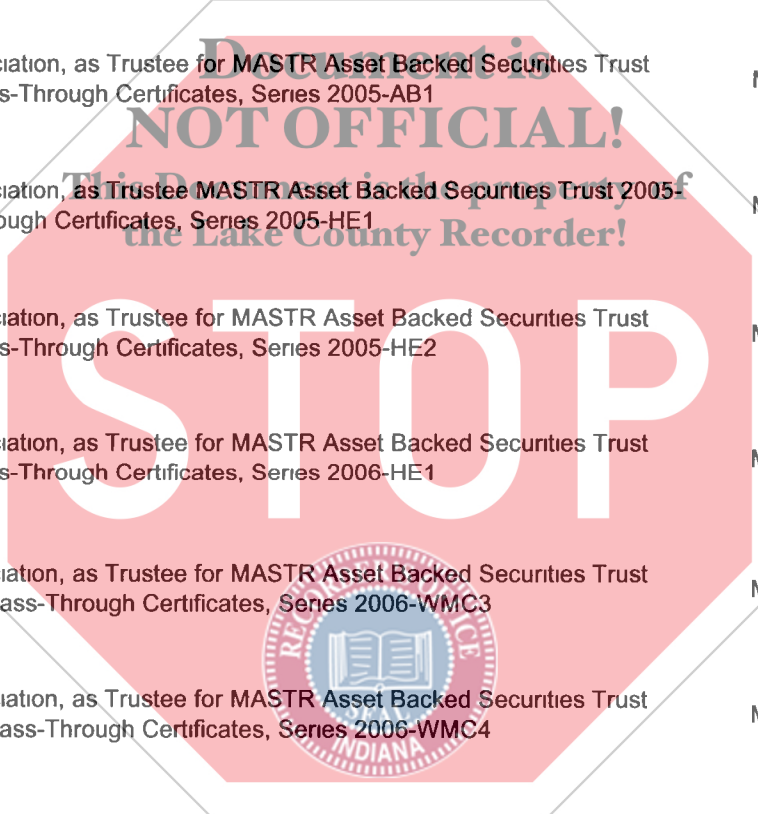 Document is
ciation, as Trustee for MASTR Asset Backed Securities Trust
s-Through Certificates, Series 2005-AB1
NOT OFFICIAL!
This Document is the property of
ciation, as Trustee MASTR Asset Backed Securities Trust 2005-
ough Certificates, Series 2005-HE1
the Lake County Recorder!
ciation, as Trustee for MASTR Asset Backed Securities Trust
s-Through Certificates, Series 2005-HE2
STOP
ciation, as Trustee for MASTR Asset Backed Securities Trust
s-Through Certificates, Series 2006-HE1
ciation, as Trustee for MASTR Asset Backed Securities Trust
ass-Through Certificates, Series 2006-WMC3
RECORDER'S OFFICE
ciation, as Trustee for MASTR Asset Backed Securities Trust
SEAL
ass-Through Certificates, Series 2006-WMC4
INDIANA